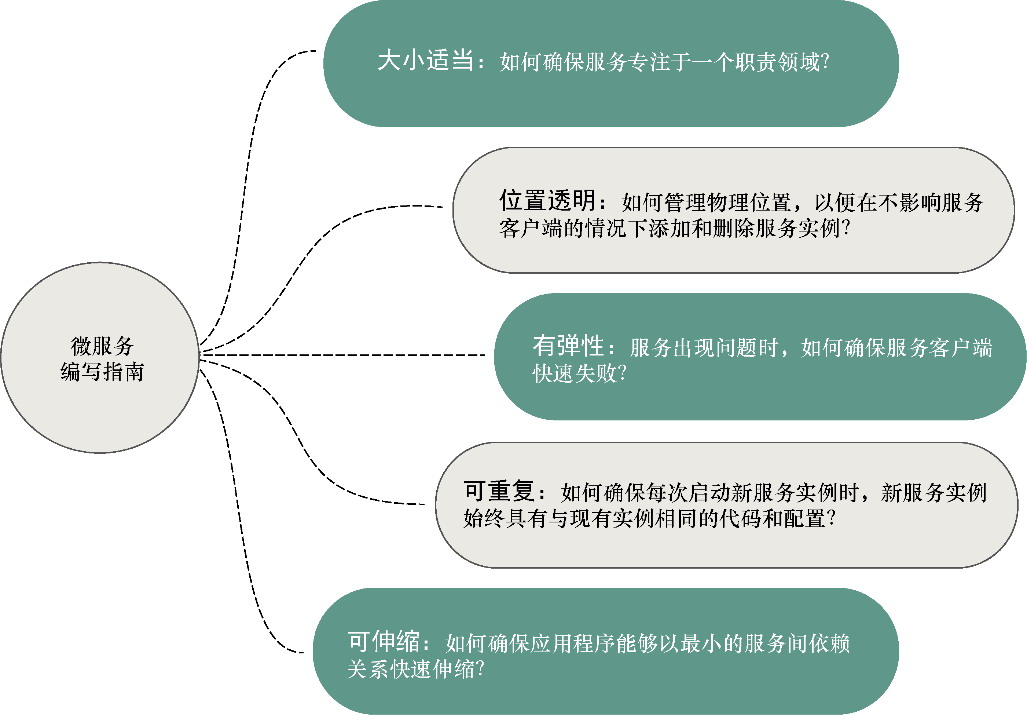 大小适当：如何确保服务专注于一个职责领域？
位置透明：如何管理物理位置，以便在不影响服务
客户端的情况下添加和删除服务实例？
微服务
编写指南
有弹性：服务出现问题时，如何确保服务客户端
快速失败？
可重复：如何确保每次启动新服务实例时，新服务实例
始终具有与现有实例相同的代码和配置？
可伸缩：如何确保应用程序能够以最小的服务间依赖
关系快速伸缩？